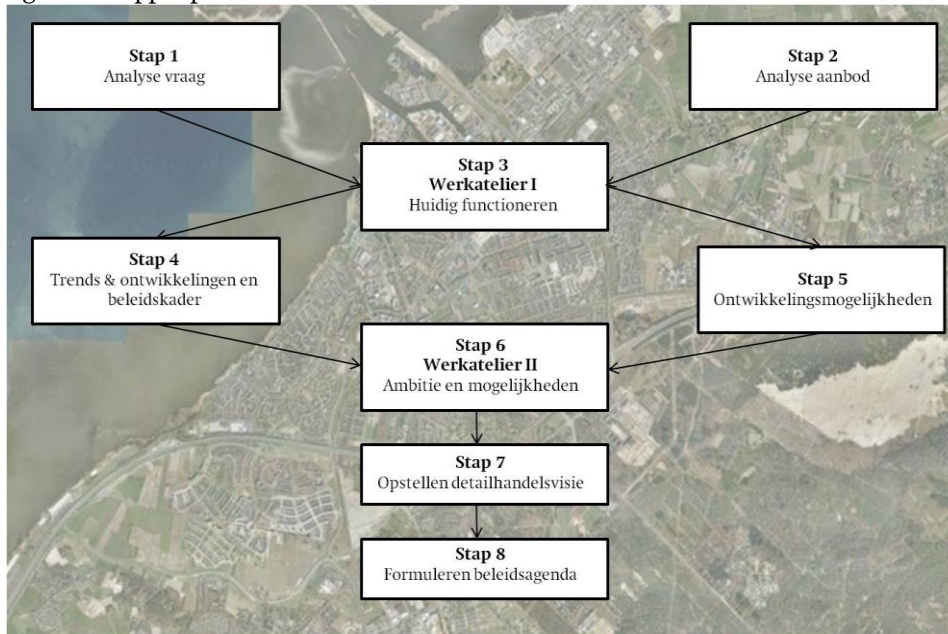 Stap 1
Analyse vraag
Stap 2
Analyse aanbod
Stap 3
Werkatelier I
Huidig functioneren
Stap 4
Trends & ontwikkelingen en
beleidskader
Stap 5
Ontwikkelingsmogelijkheden
Stap 6
Werkatelier II
Ambitie en mogelijkheden
Stap 7
Opstellen detailhandelsvisie
Stap 8
Formuleren beleidsagenda